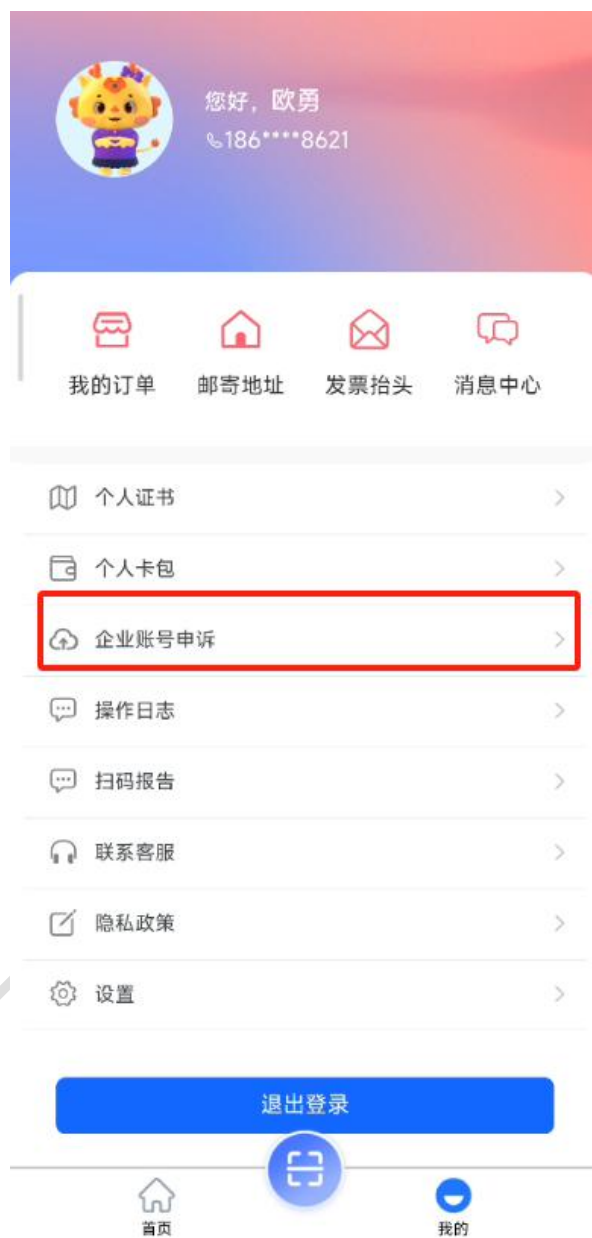 您好，欧勇
186****8621
我的订单 邮寄地址 发票抬头 消息中心
个人证书
个人卡包
企业账号申诉
操作日志
扫码报告
联系客服
隐私政策
设置
退出登录
首页 我的